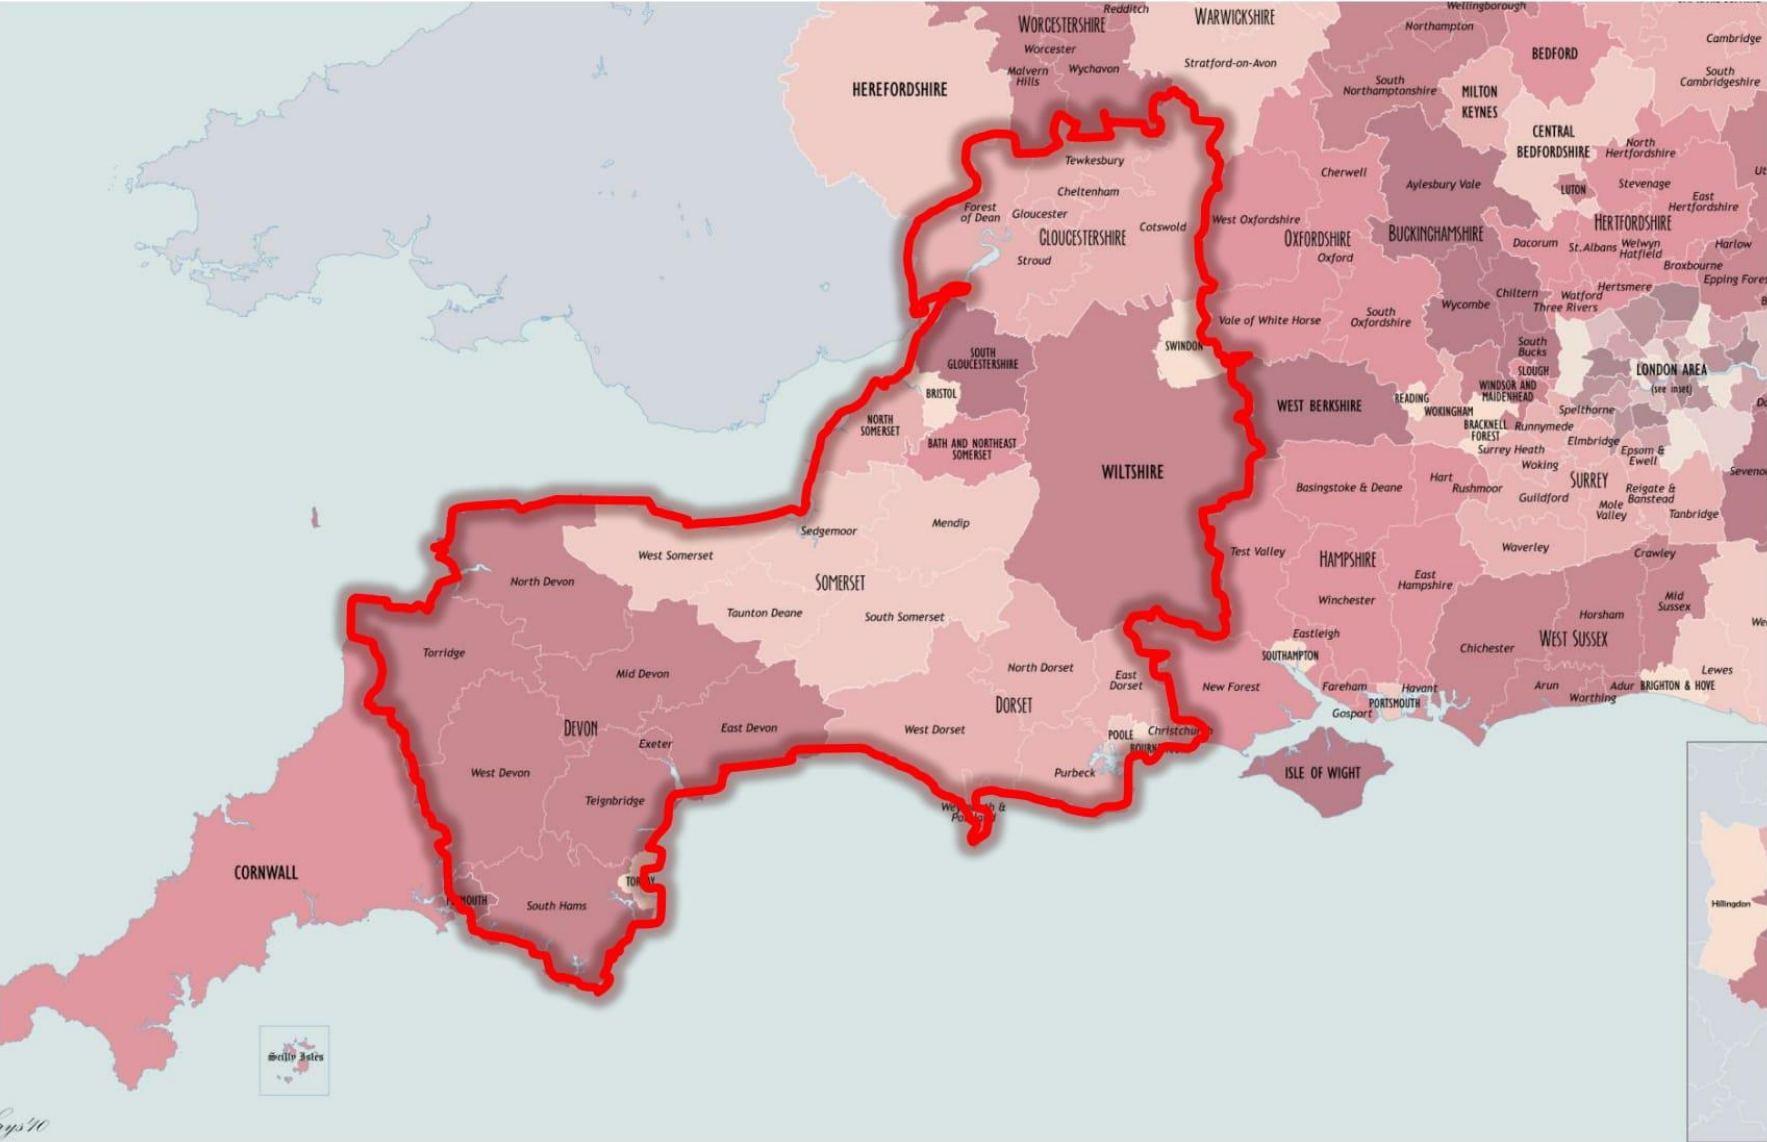 Redditch
WORCESTERSHIRE
WARWICKSHIRE
Wellingborough
Northampton
Cambridge
Worcester
BEDFORD
Malvern
Hills
Wychavon
Stratford-on-Avon
South
Cambridgeshire
HEREFORDSHIRE
South
Northamptonshire
MILTON
KEYNES
CENTRAL
BEDFORDSHIRE
North
Hertfordshire
Tewkesbury
Cherwell
Aylesbury Vale
LUTON
Stevenage
Cheltenham
East
Hertfordshire
Forest
of Dean
Gloucester
Cotswold
West Oxfordshire
HERTFORDSHIRE
GLOUCESTERSHIRE
OXFORDSHIRE
BUCKINGHAMSHIRE
Dacorum
St.Albans
Welwyn
Hatfield
Harlow
Oxford
Stroud
Broxbourne
Epping Fores
Hertsmere
Chiltern
Watford
Three Rivers
Wycombe
Vale of White Horse
South
Oxfordshire
SWINDON
South
Bucks
SOUTH
GLOUCESTERSHIRE
SLOUGH
LONDON AREA
(see inset)
BRISTOL
WINDSOR AND
MAIDENHEAD
READING
WEST BERKSHIRE
WOKINGHAM
Spelthorne
BRACKNELL
FOREST
Runnymede
NORTH
SOMERSET
BATH AND NORTHEAST
SOMERSET
Elmbridge
Epsom &
Ewell
Surrey Heath
Woking
WILTSHIRE
Sevenoa
Hart
Rushmoor
SURREY
Basingstoke & Deane
Guildford
Mole
Valley
Reigate &
Banstead
Tanbridge
Sedgemoor
Mendip
West Somerset
Test Valley
HAMPSHIRE
Waverley
Crawley
North Devon
SOMERSET
East
Hampshire
Winchester
Mid
Sussex
Horsham
Taunton Deane
South Somerset
Eastleigh
SOUTHAMPTON
Chichester
WEST SUSSEX
Torridge
Mid Devon
North Dorset
East
Dorset
New Forest
Fareham
Havant
PORTSMOUTH
Gosport
Arun
Worthing
Adur
BRIGHTON & HOVE
Lewes
DORSET
DEVON
East Devon
Exeter
West Dorset
POOLE
Christchurch
West Devon
Teignbridge
Purbeck
ISLE OF WIGHT
CORNWALL
South Hams
Hillingdon
Scilly Isles